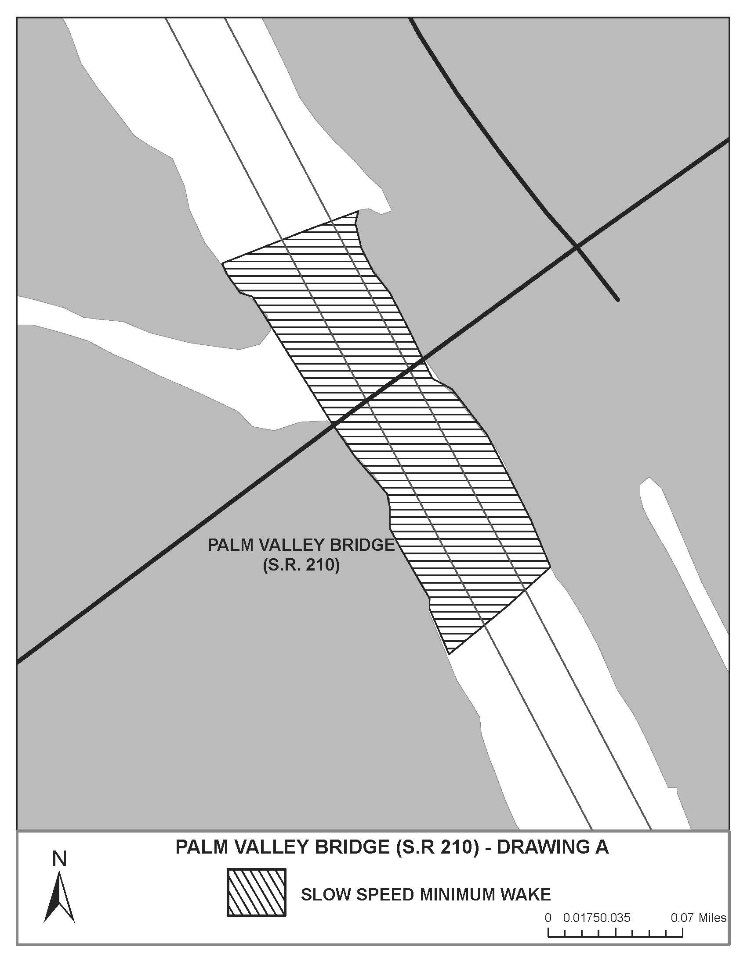 PALM VALLEY BRIDGE
(S.R. 210)
PALM VALLEY BRIDGE (S.R 210) - DRAWING A
N
SLOW SPEED MINIMUM WAKE
0 0.01750.035 0.07 Miles